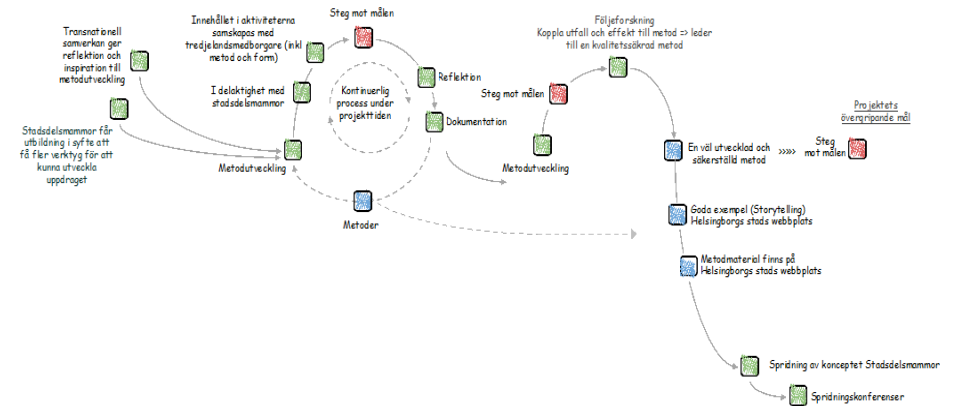 Transnationell
samverkan ger
reflektion och
inspiration till
metodutveckling
Stadsdelsmammor får
utbildning i syfte att
få fler verktyg för att
kunna utveckla
uppdraget
Innehållet i aktiviteterna
samskapas med
tredjelandsmedborgare (inkl
metod och form)
I delaktighet med
stadsdelsmammor
Metodutveckling
Steg mot målen
Kontinuerlig
process under
projekttiden
Reflektion
Dokumentation
Metoder
Metodutveckling
Steg mot målen
Följeforskning
Koppla utfall och effekt till metod => leder
till en kvalitetssäkrad metod
En väl utvecklad och
säkerställd metod
»»»
Projektets
övergripande mål
Steg
mot målen
Goda exempel (Storytelling)
Helsingborgs stads webbplats
Metodmaterial finns på
Helsingborgs stads webbplats
Spridning av konceptet Stadsdelsmammor
Spridningskonferenser